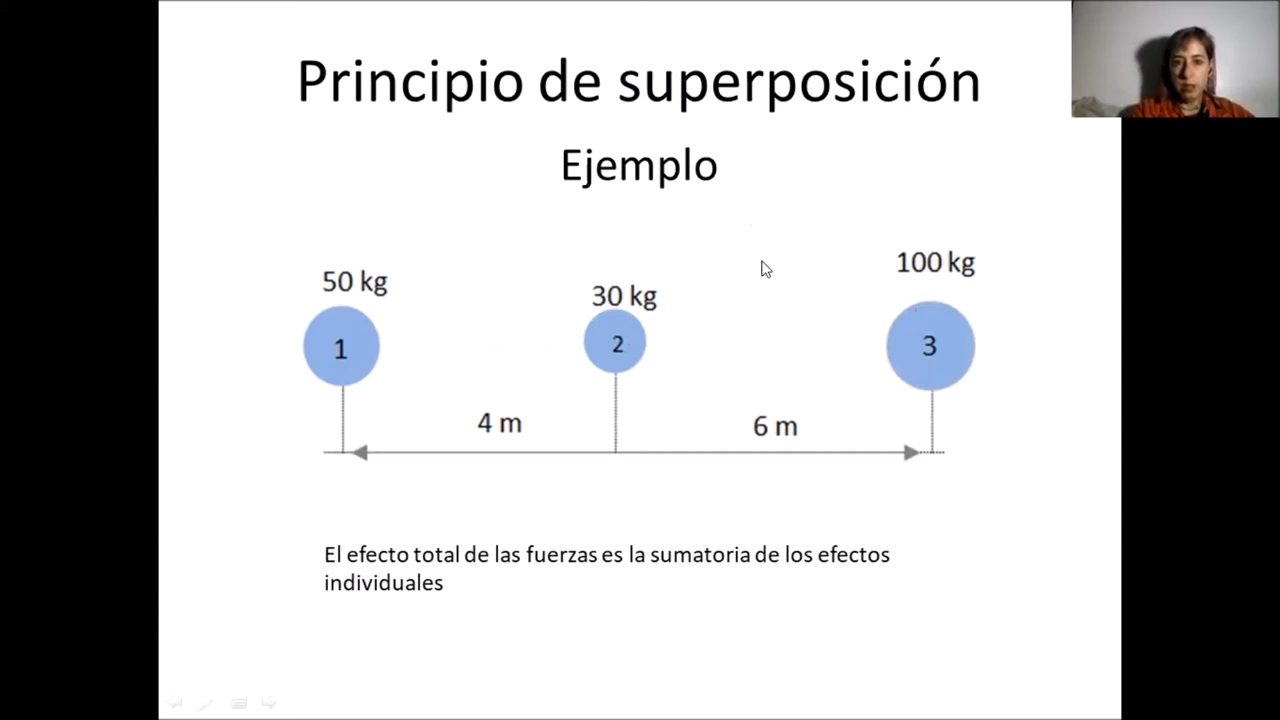 Principio de superposición
Ejemplo
50 kg
30 kg
100 kg
1
2
3
4 m
6 m
El efecto total de las fuerzas es la sumatoria de los efectos
individuales